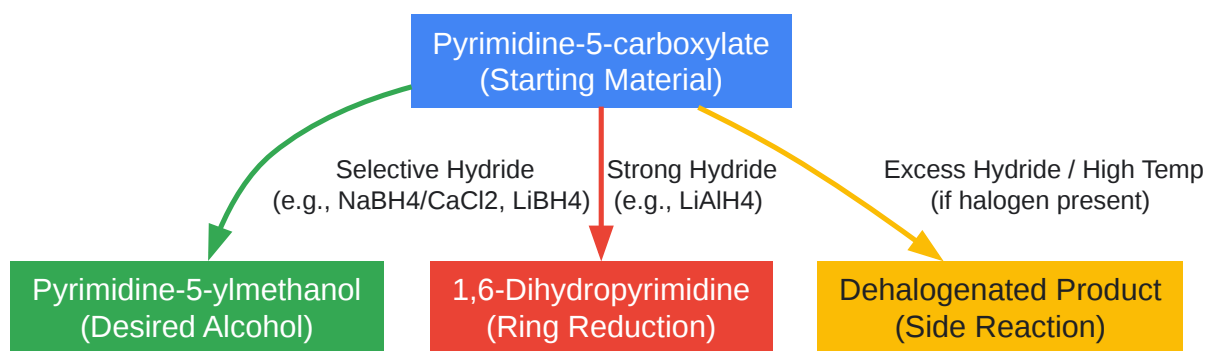 Pyrimidine-5-carboxylate
(Starting Material)
Selective Hydride
(e.g., NaBH4/CaCl2, LiBH4)
Strong Hydride
(e.g., LiAlH4)
Excess Hydride / High Temp
(if halogen present)
Pyrimidine-5-ylmethanol
(Desired Alcohol)
1,6-Dihydropyrimidine
(Ring Reduction)
Dehalogenated Product
(Side Reaction)